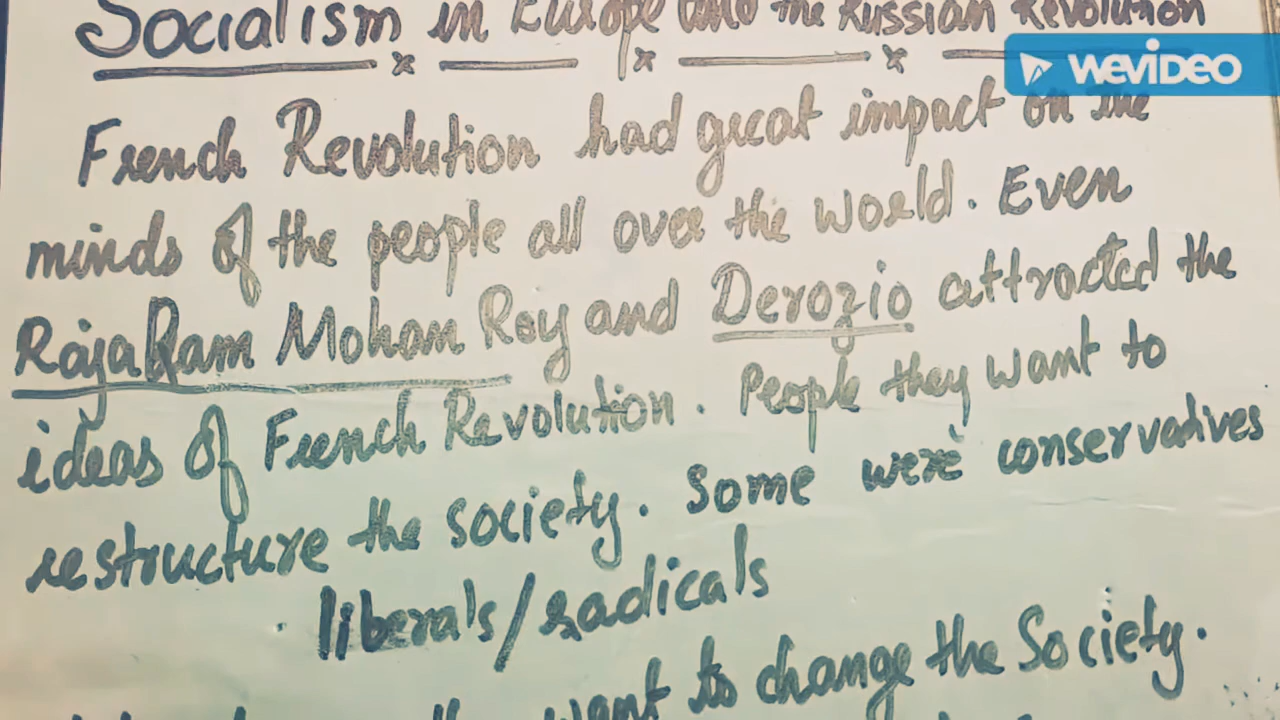 Socialism in Europe and the Russian Revolution
WEVIDEO
French Revolution had great impact on the
minds of the people all over the world. Even
RajaRam Mohan Roy and Derozio attracted the
ideas of French Revolution. People they want to
restructure the society. Some were conservatives
liberals/radicals
want to change the Society.